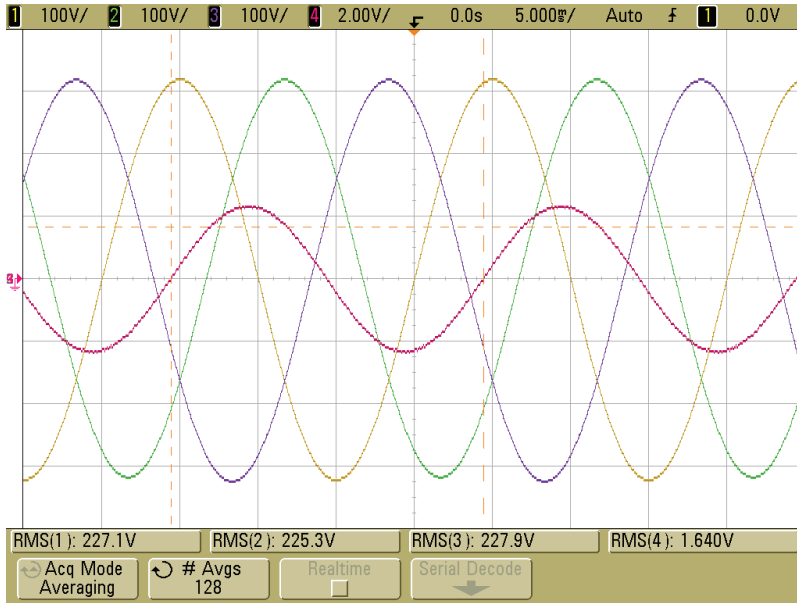 1 100V/ 2 100V/ 3 100V/ 4 2.00V/ 0.0s 5.000ms/ Auto 1 0.0V
RMS(1): 227.1V RMS(2): 225.3V RMS(3): 227.9V RMS(4): 1.640V
Acq Mode # Avgs Realtime Serial Decode
Averaging 128